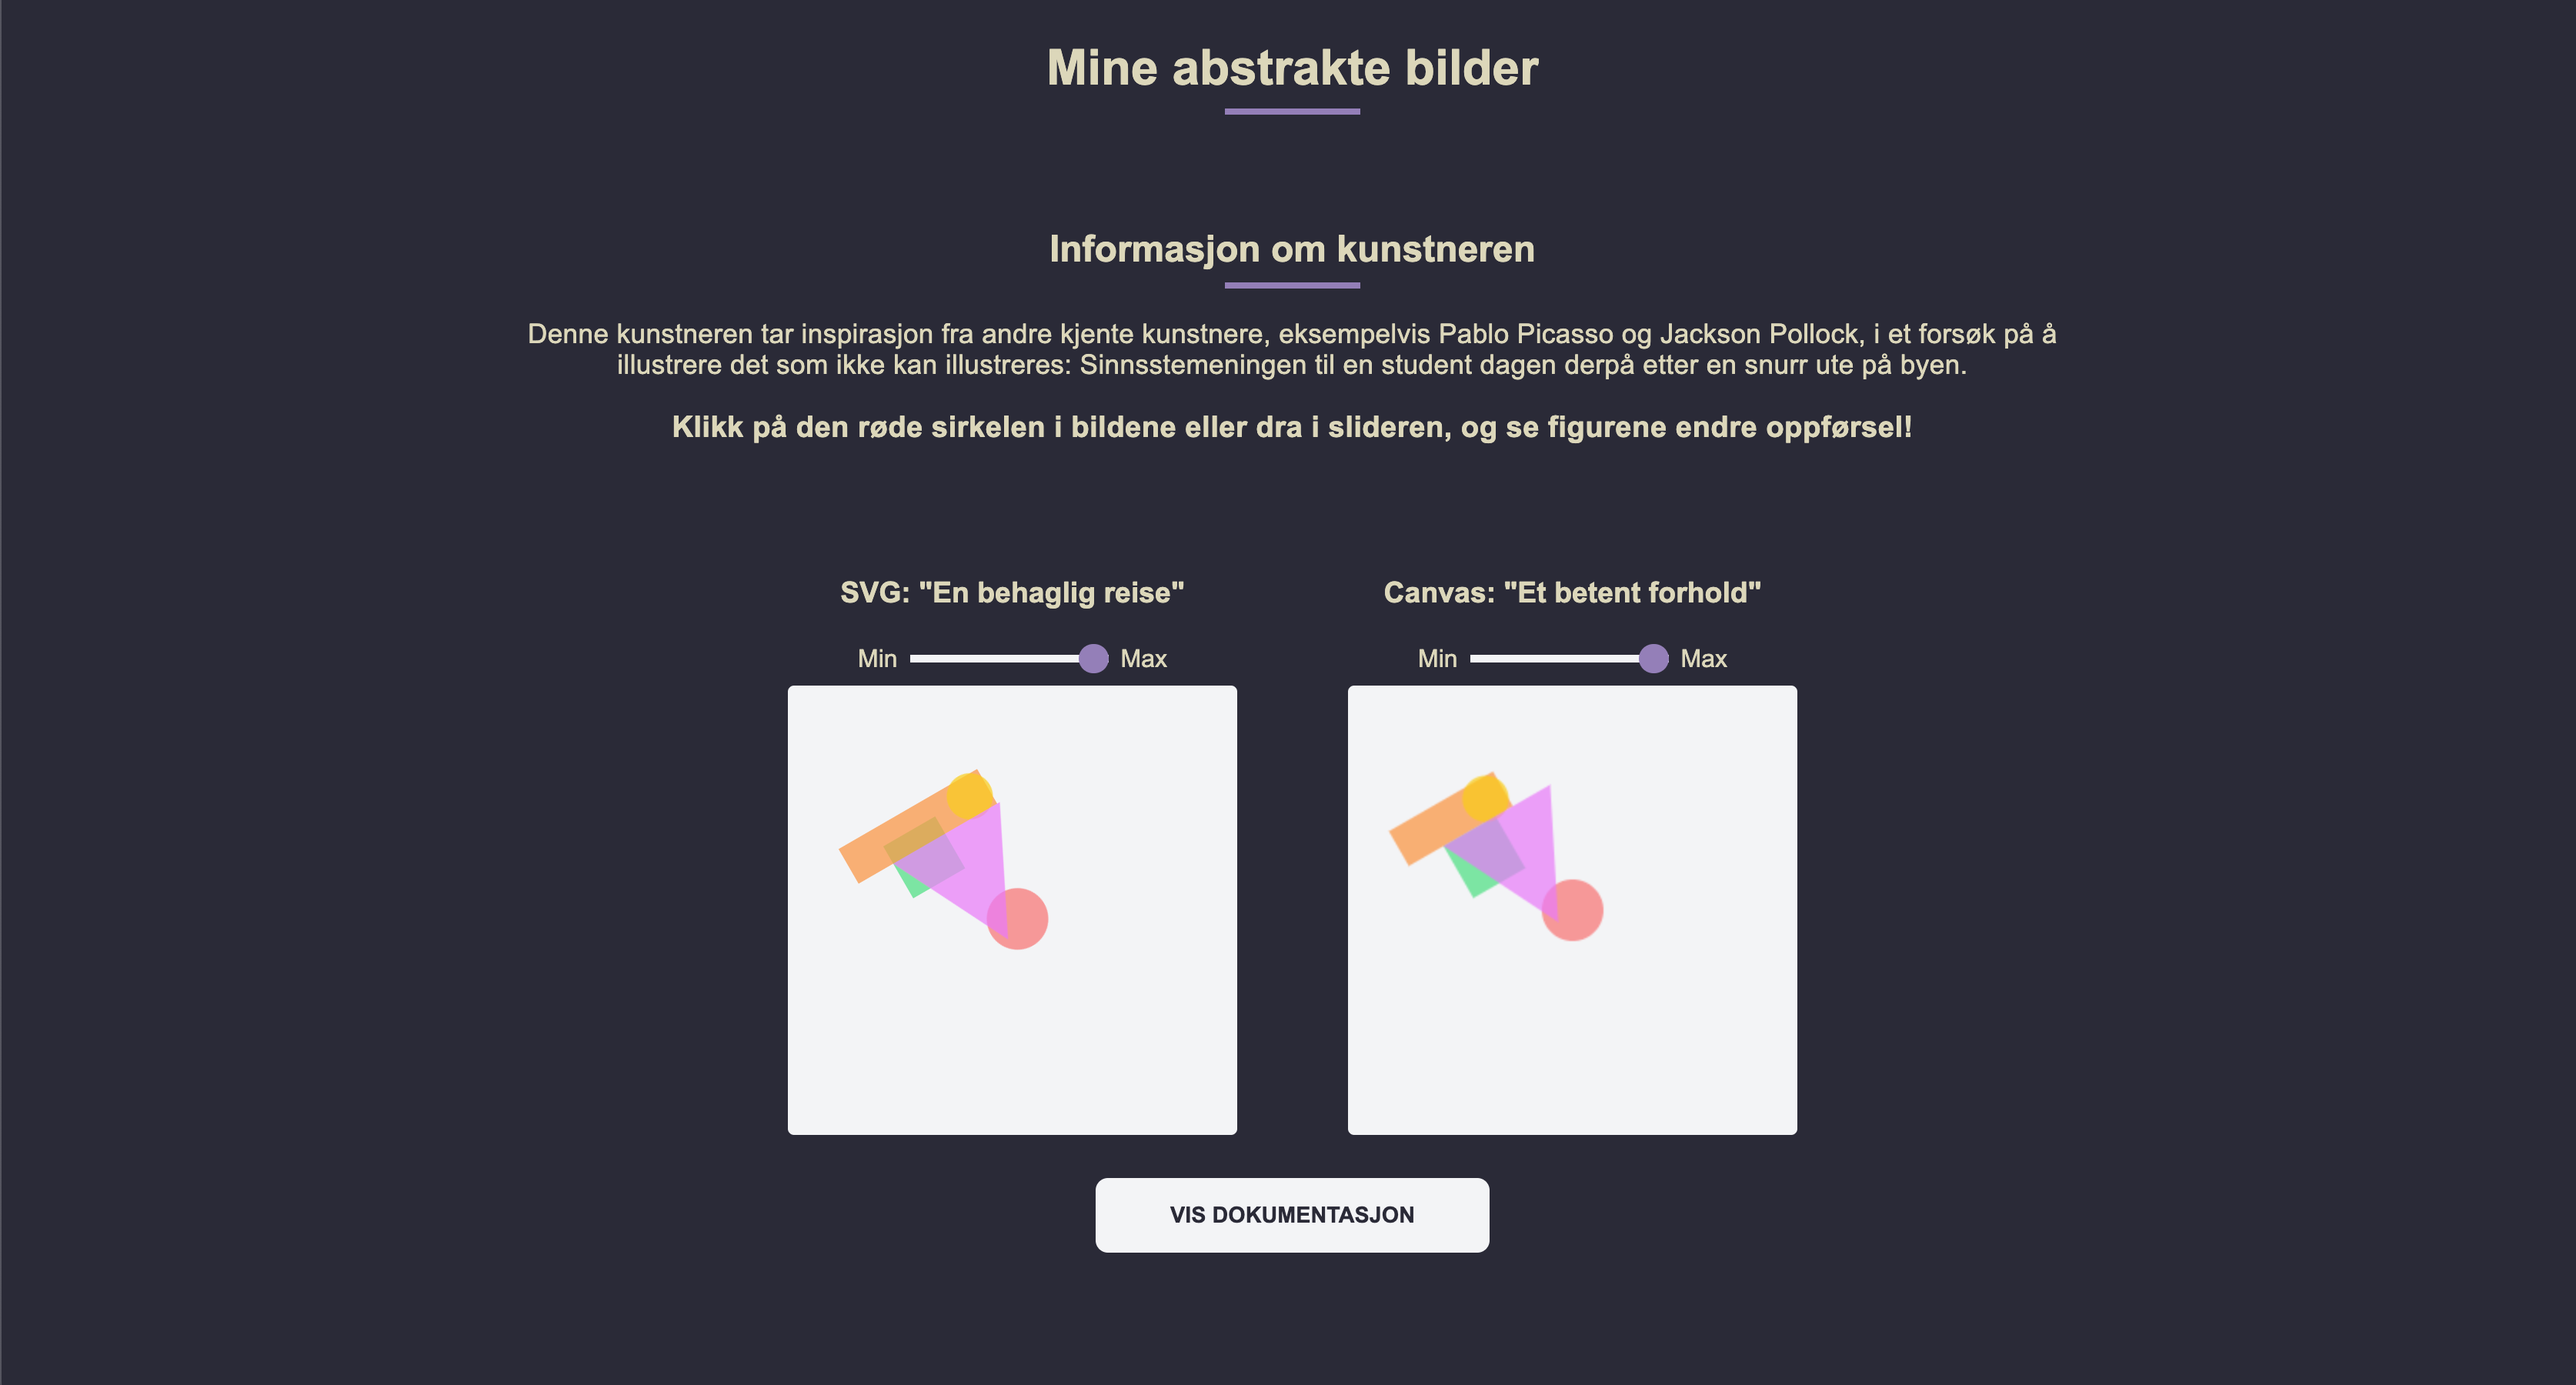 Mine abstrakte bilder
Informasjon om kunstneren
Denne kunstneren tar inspirasjon fra andre kjente kunstnere, eksempelvis Pablo Picasso og Jackson Pollock, i et forsøk på å
illustrere det som ikke kan illustreres: Sinnsstemeningen til en student dagen derpå etter en snurr ute på byen.
Klikk på den røde sirkelen i bildene eller dra i slideren, og se figurene endre oppførsel!
SVG: "En behaglig reise"
Min Max
Canvas: "Et betent forhold"
Min Max
VIS DOKUMENTASJON